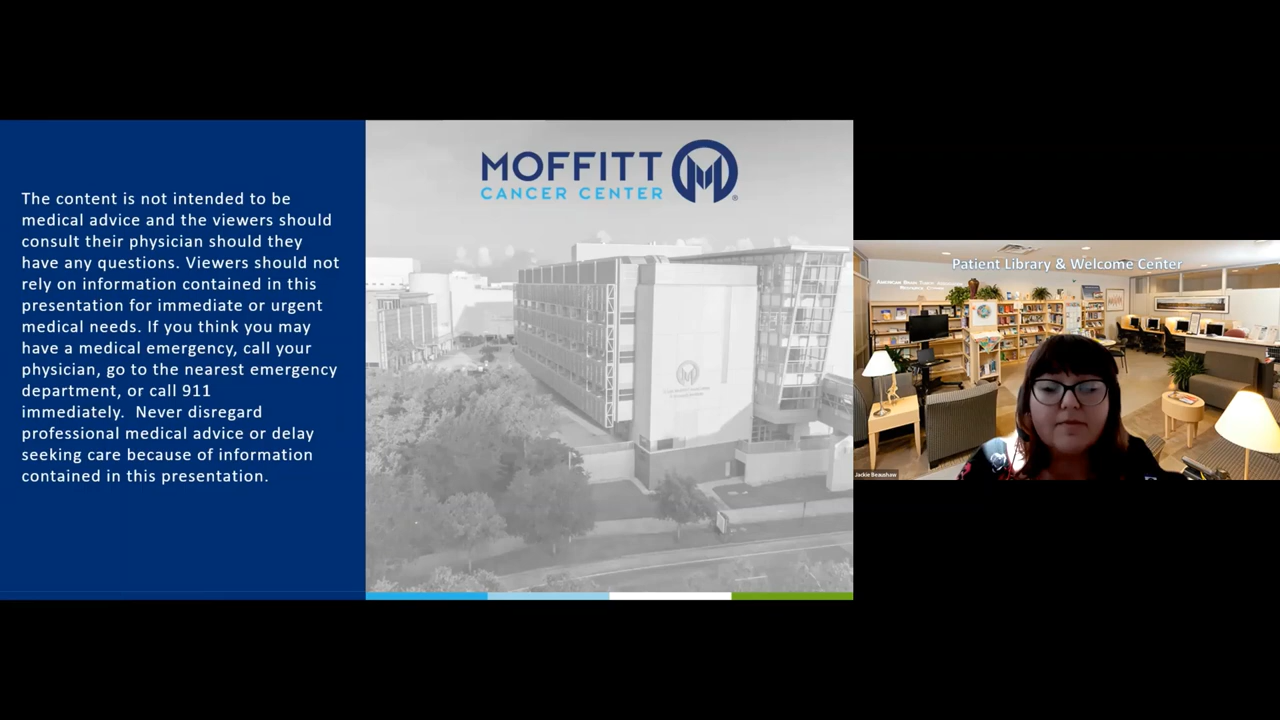 The content is not intended to be
medical advice and the viewers should
consult their physician should they
have any questions. Viewers should not
rely on information contained in this
presentation for immediate or urgent
medical needs. If you think you may
have a medical emergency, call your
physician, go to the nearest emergency
department, or call 911
immediately.  Never disregard
professional medical advice or delay
seeking care because of information
contained in this presentation.
MOFFITT
CANCER CENTER
®
Patient Library & Welcome Center
Jackie Beaushaw